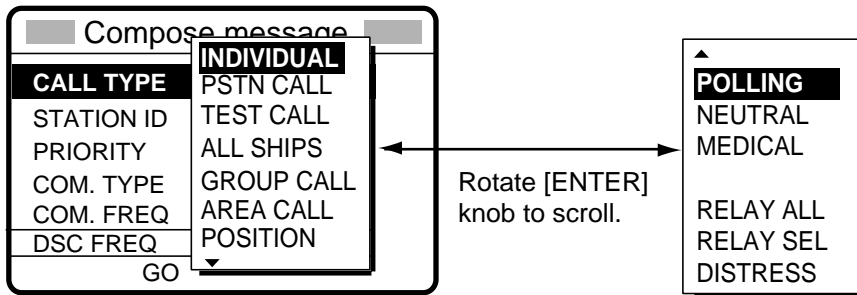 Compose message
CALL TYPE
STATION ID
PRIORITY
COM. TYPE
COM. FREQ
DSC FREQ
GO
INDIVIDUAL
PSTN CALL
TEST CALL
ALL SHIPS
GROUP CALL
AREA CALL
POSITION
Rotate [ENTER]
knob to scroll.
POLLING
NEUTRAL
MEDICAL
RELAY ALL
RELAY SEL
DISTRESS